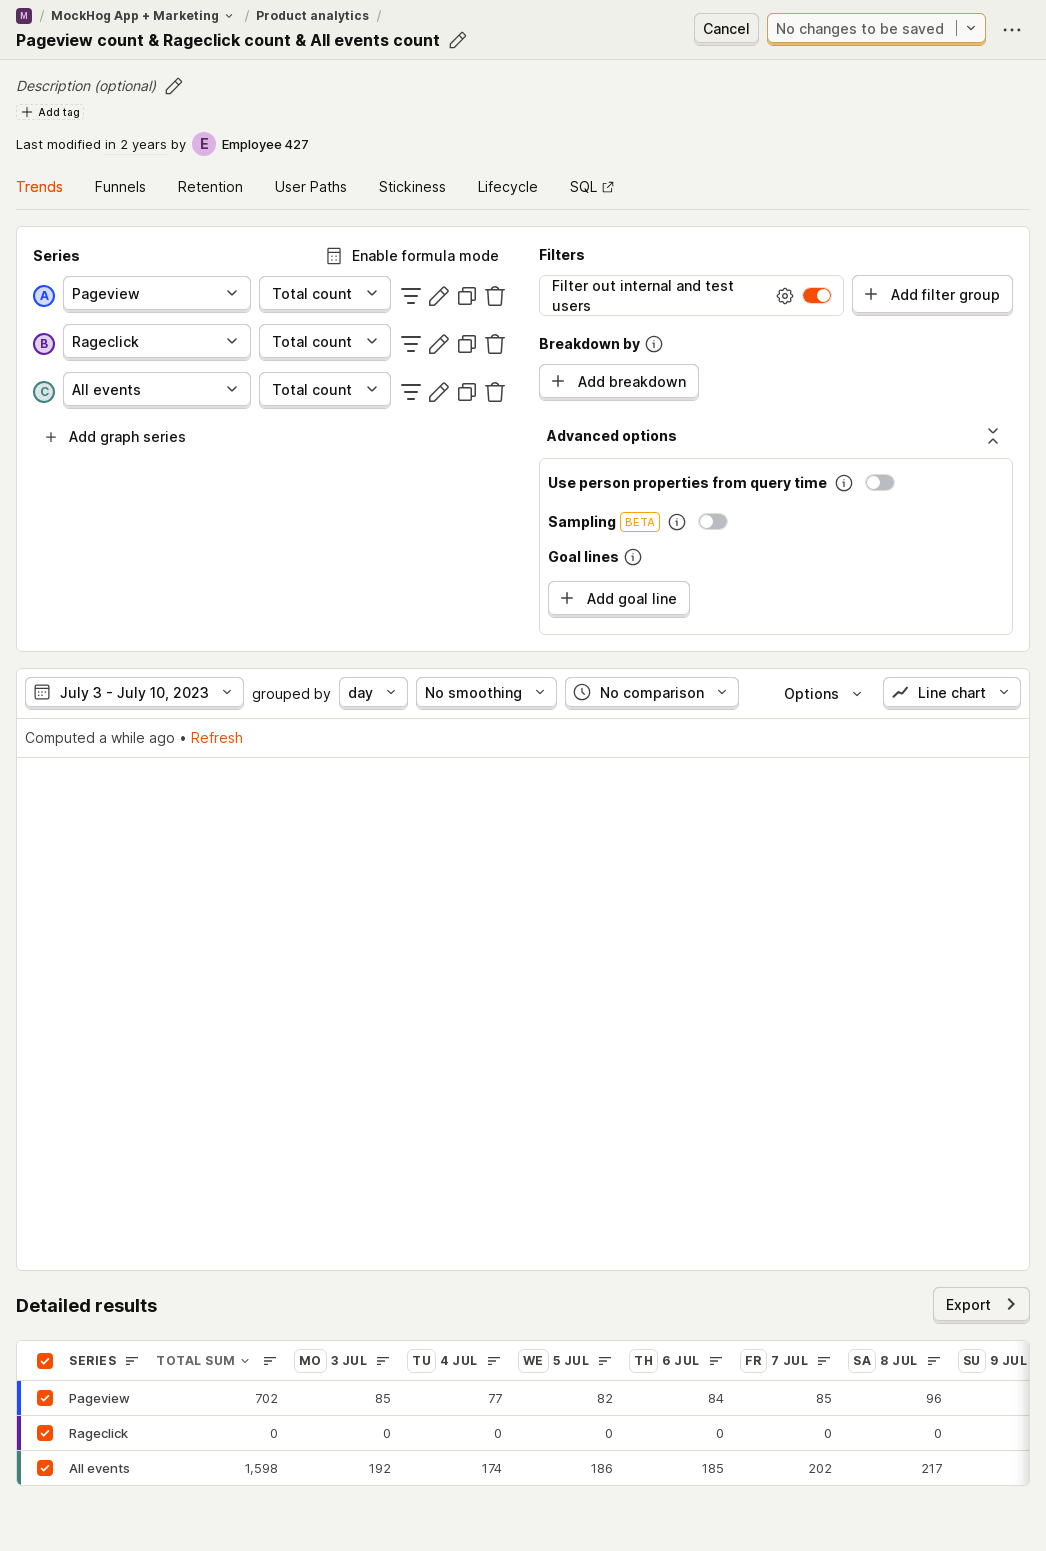 M / MockHog App + Marketing / Product analytics /
Pageview count & Rageclick count & All events count
Cancel
No changes to be saved
Description (optional)
Add tag
Last modified in 2 years by E Employee 427
Trends Funnels Retention User Paths Stickiness Lifecycle SQL
Series
Enable formula mode
A Pageview Total count
B Rageclick Total count
C All events Total count
Add graph series
Filters
Filter out internal and test
users
Add filter group
Breakdown by
Add breakdown
Advanced options
Use person properties from query time
Sampling BETA
Goal lines
Add goal line
July 3 - July 10, 2023 grouped by day No smoothing No comparison Options Line chart
Computed a while ago • Refresh
Detailed results
Export
SERIES TOTAL SUM MO 3 JUL TU 4 JUL WE 5 JUL TH 6 JUL FR 7 JUL SA 8 JUL SU 9 JUL
Pageview 702 85 77 82 84 85 96
Rageclick 0 0 0 0 0 0 0
All events 1,598 192 174 186 185 202 217